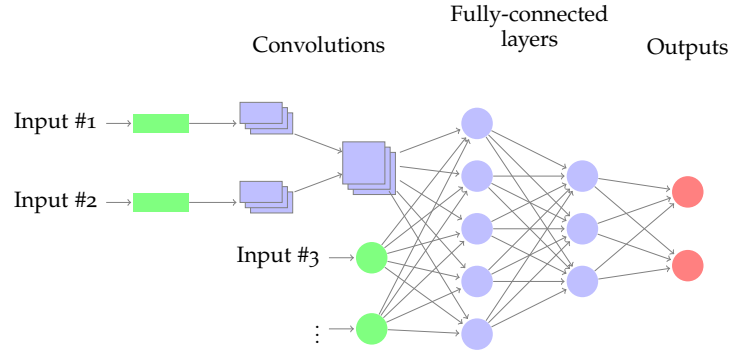 Fully-connected
layers
Convolutions
Outputs
Input #1
Input #2
Input #3
⋮